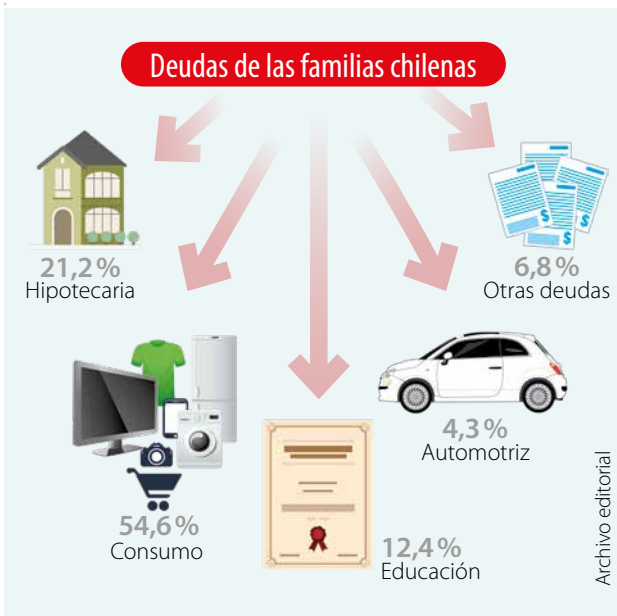 Deudas de las familias chilenas
21,2 %
Hipotecaria
6,8 %
Otras deudas
$
$
$
4,3 %
Automotriz
54,6 %
Consumo
12,4 %
Educación
Archivo editorial